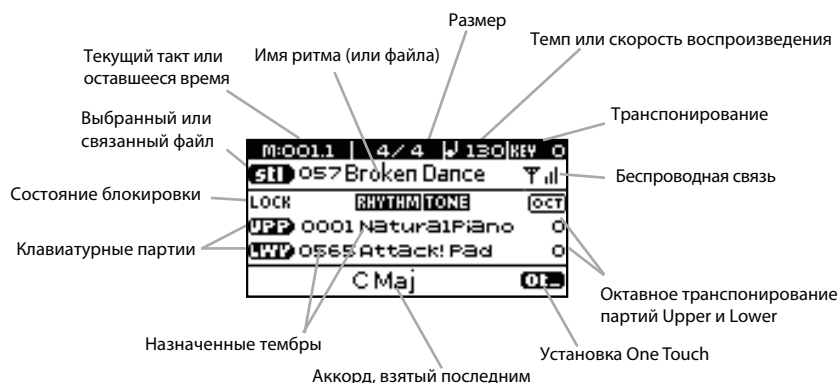 Размер
Темп или скорость воспроизведения
Текущий такт или
оставшееся время
Имя ритма (или файла)
Транспонирование
Выбранный или
связанный файл
M:001.1 4/4 130 KEY 0
stl 057 Broken Dance
Беспроводная связь
Состояние блокировки
LOCK RHYTHM TONE OCT
UPP 0001 NaturalPiano 0
Клавиатурные партии
LWR 0565 Attack! Pad 0
C Maj Ot_
Октавное транспонирование
партий Upper и Lower
Назначенные тембры
Установка One Touch
Аккорд, взятый последним